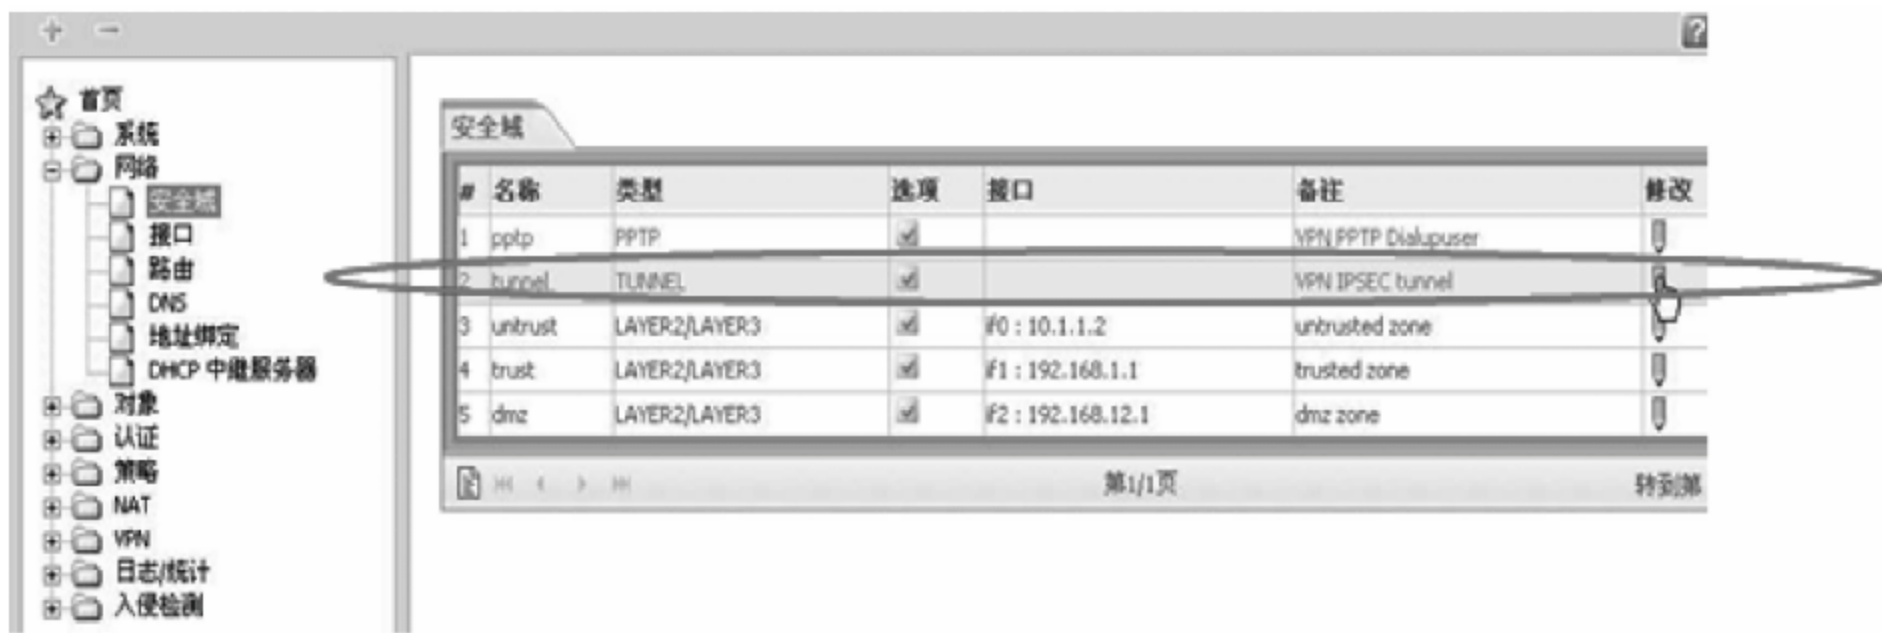 首页
系统
网络
安全域
接口
路由
DNS
地址绑定
DHCP 中继服务器
对象
认证
策略
NAT
VPN
日志/统计
入侵检测
安全域
# 名称 类型 选项 接口 备注 修改
1 pptp PPTP VPN PPTP Dialupuser
2 tunnel TUNNEL VPN IPSEC tunnel
3 untrust LAYER2/LAYER3 if0 : 10.1.1.2 untrusted zone
4 trust LAYER2/LAYER3 if1 : 192.168.1.1 trusted zone
5 dmz LAYER2/LAYER3 if2 : 192.168.12.1 dmz zone
第1/1页 转到第